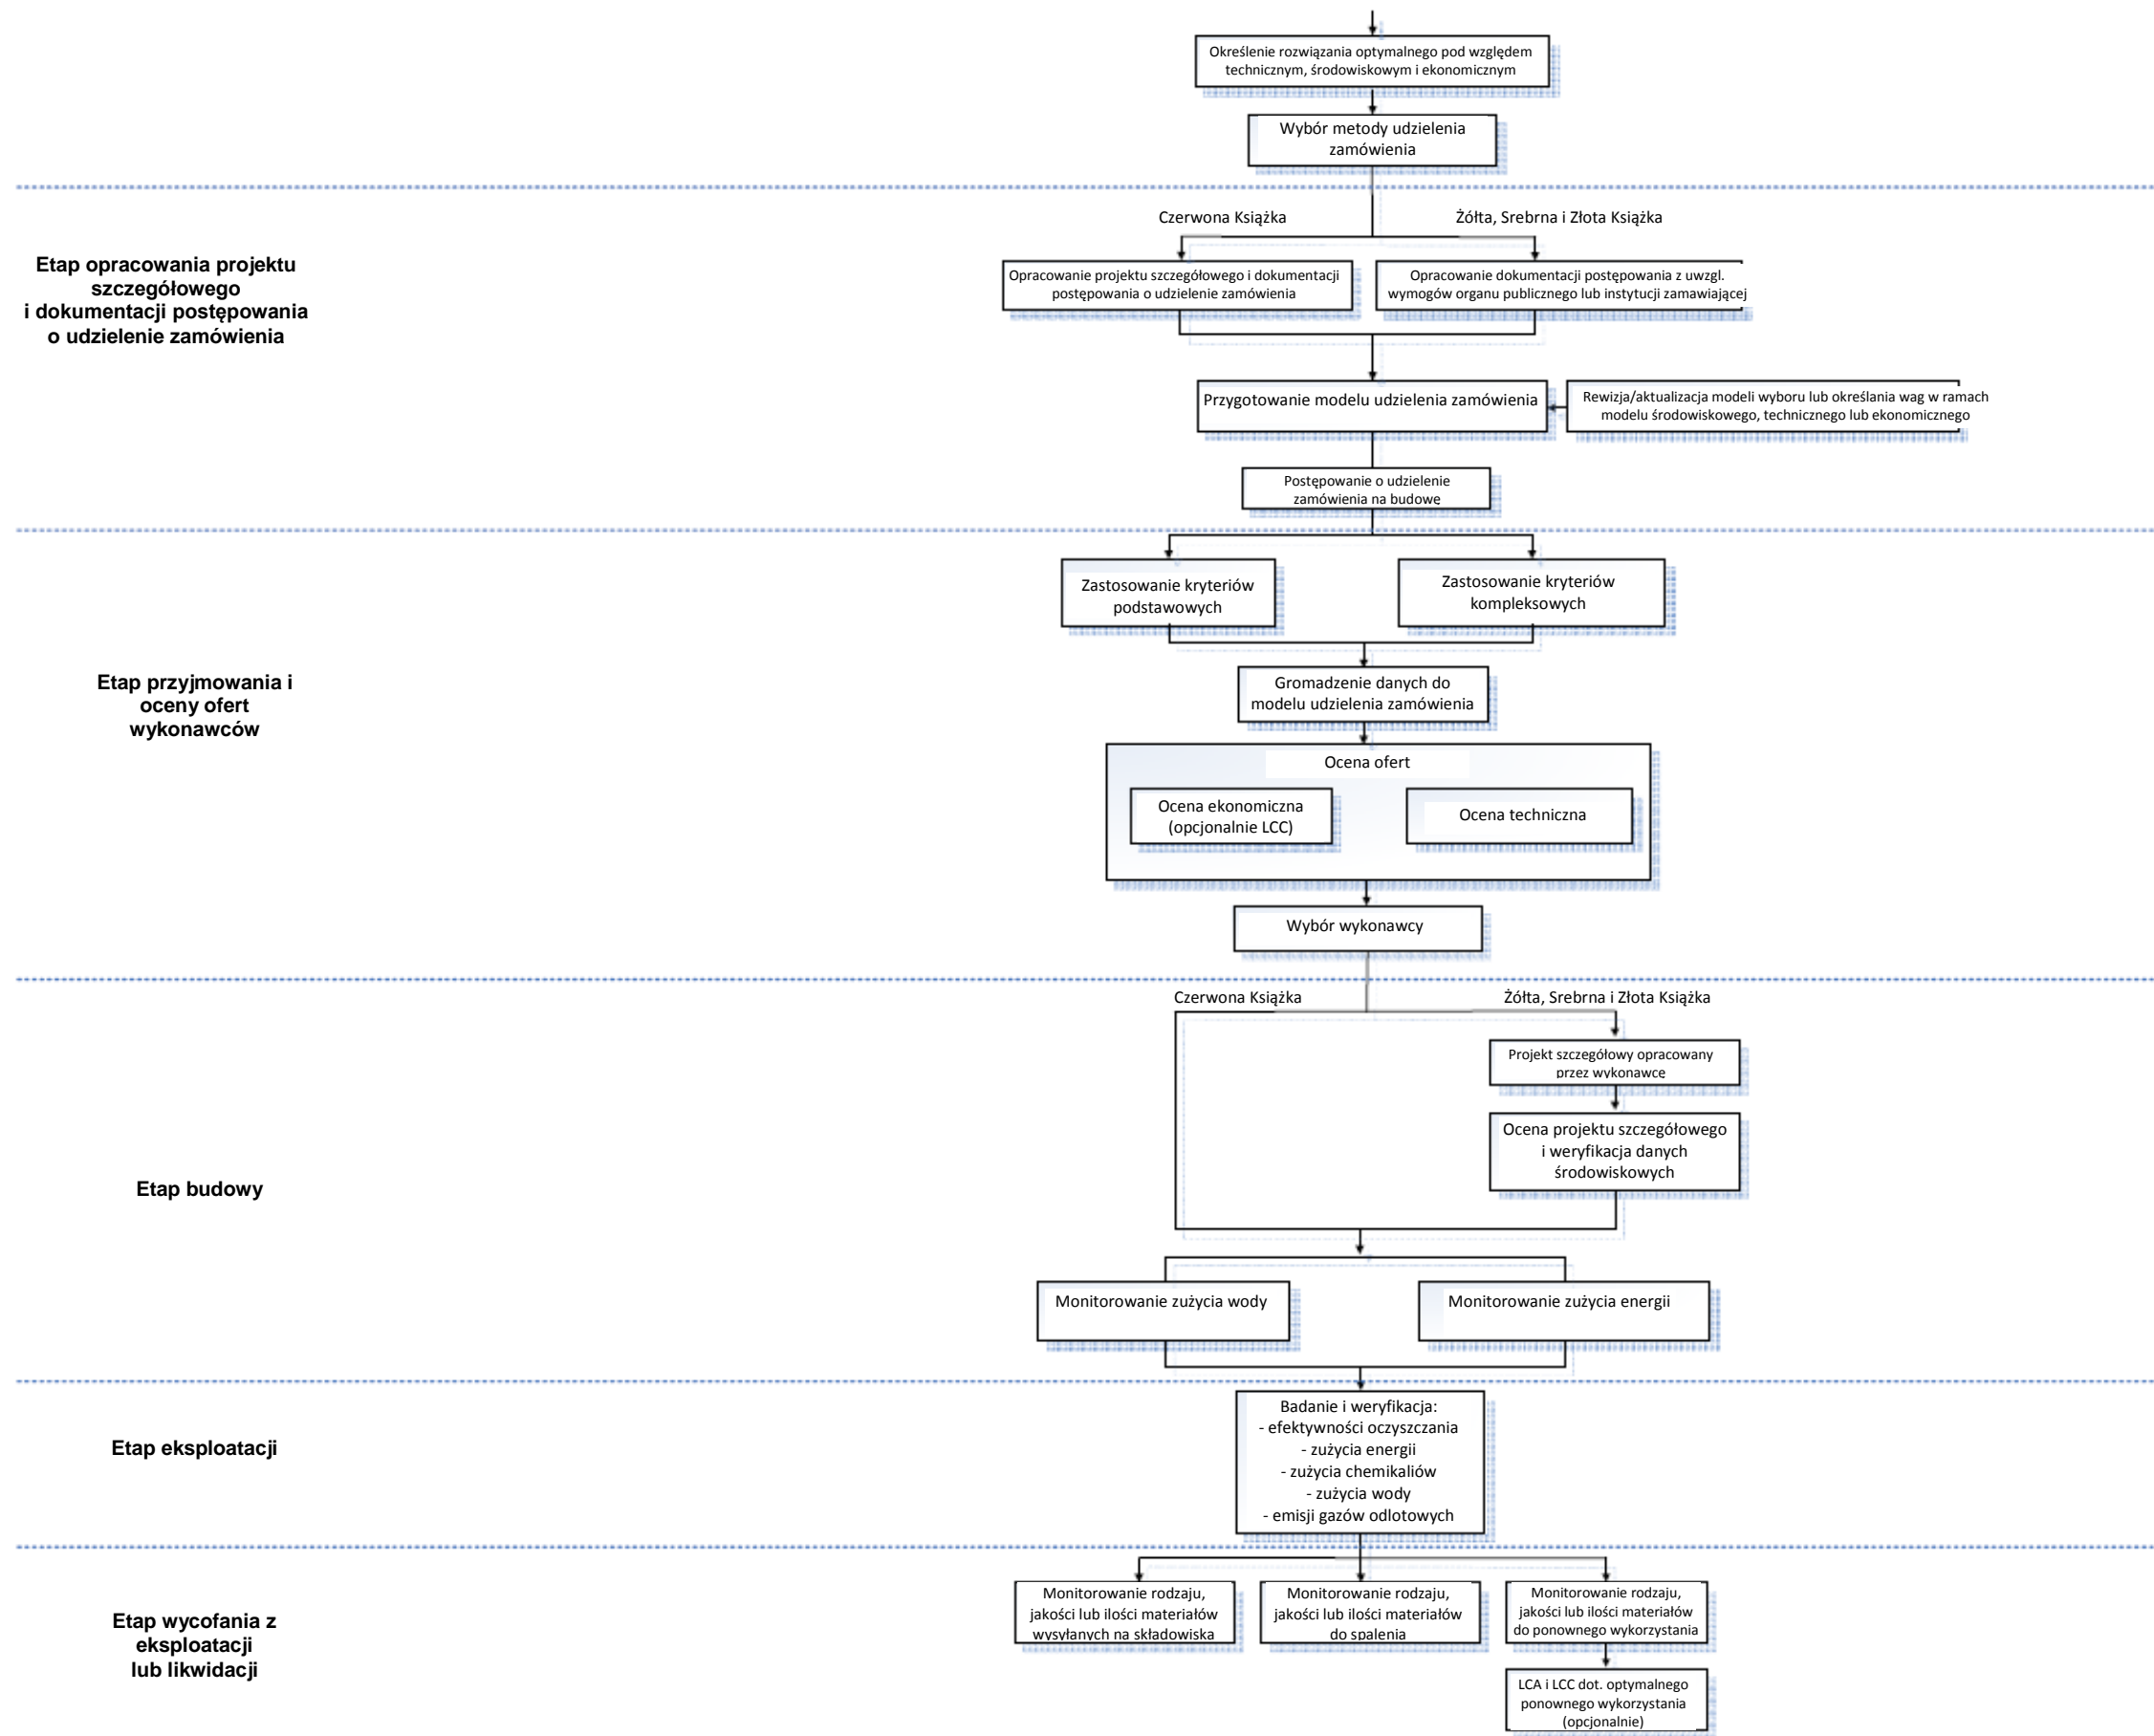 Określenie rozwiązania optymalnego pod względem
technicznym, środowiskowym i ekonomicznym
Wybór metody udzielenia
zamówienia
Czerwona Książka
Żółta, Srebrna i Złota Książka
Etap opracowania projektu
szczegółowego
i dokumentacji postępowania
o udzielenie zamówienia
Opracowanie projektu szczegółowego i dokumentacji
postępowania o udzielenie zamówienia
Opracowanie dokumentacji postępowania z uwzgl.
wymogów organu publicznego lub instytucji zamawiającej
Przygotowanie modelu udzielenia zamówienia
Rewizja/aktualizacja modeli wyboru lub określania wag w ramach
modelu środowiskowego, technicznego lub ekonomicznego
Postępowanie o udzielenie
zamówienia na budowę
Etap przyjmowania i
oceny ofert
wykonawców
Zastosowanie kryteriów
podstawowych
Zastosowanie kryteriów
kompleksowych
Gromadzenie danych do
modelu udzielenia zamówienia
Ocena ofert
Ocena ekonomiczna
(opcjonalnie LCC)
Ocena techniczna
Wybór wykonawcy
Czerwona Książka
Żółta, Srebrna i Złota Książka
Etap budowy
Projekt szczegółowy opracowany
przez wykonawcę
Ocena projektu szczegółowego
i weryfikacja danych
środowiskowych
Monitorowanie zużycia wody
Monitorowanie zużycia energii
Etap eksploatacji
Badanie i weryfikacja:
- efektywności oczyszczania
- zużycia energii
- zużycia chemikaliów
- zużycia wody
- emisji gazów odlotowych
Etap wycofania z
eksploatacji
lub likwidacji
Monitorowanie rodzaju,
jakości lub ilości materiałów
wysyłanych na składowiska
Monitorowanie rodzaju,
jakości lub ilości materiałów
do spalenia
Monitorowanie rodzaju,
jakości lub ilości materiałów
do ponownego wykorzystania
LCA i LCC dot. optymalnego
ponownego wykorzystania
(opcjonalnie)